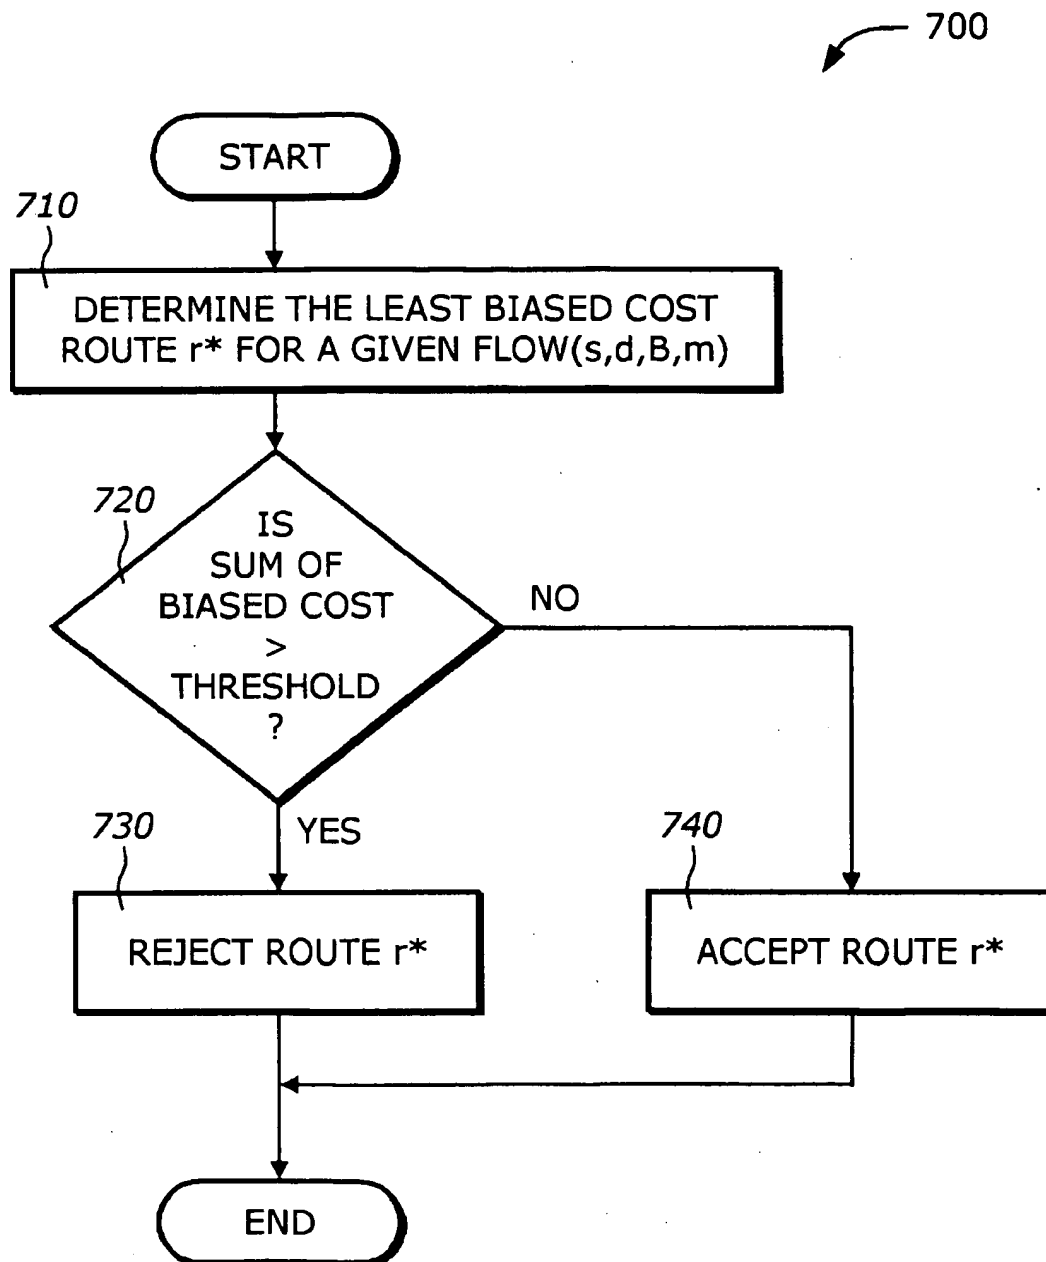 700
START
710
DETERMINE THE LEAST BIASED COST
ROUTE r* FOR A GIVEN FLOW(s,d,B,m)
720
IS
SUM OF
BIASED COST
>
THRESHOLD
?
NO
YES
730
REJECT ROUTE r*
740
ACCEPT ROUTE r*
END